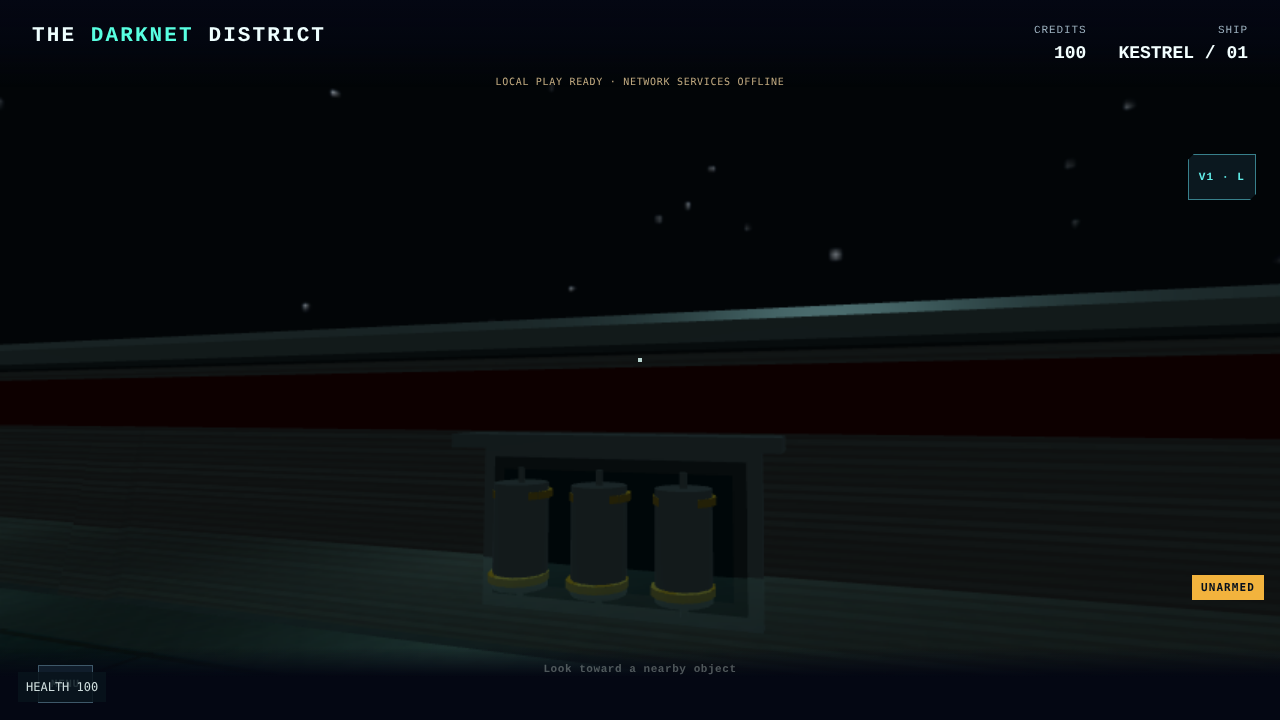 THE DARKNET DISTRICT
CREDITS
100
SHIP
KESTREL / 01
LOCAL PLAY READY · NETWORK SERVICES OFFLINE
V1 · L
UNARMED
Look toward a nearby object
HEALTH 100